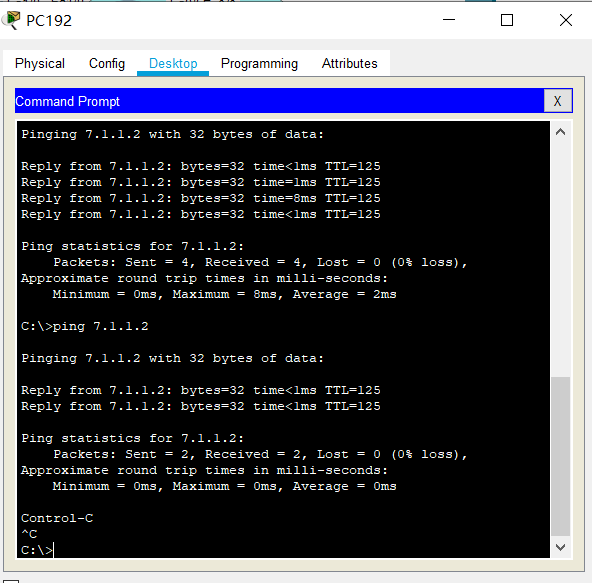 PC192
Physical Config Desktop Programming Attributes
Command Prompt X
Pinging 7.1.1.2 with 32 bytes of data:
Reply from 7.1.1.2: bytes=32 time<1ms TTL=125
Reply from 7.1.1.2: bytes=32 time=1ms TTL=125
Reply from 7.1.1.2: bytes=32 time=8ms TTL=125
Reply from 7.1.1.2: bytes=32 time<1ms TTL=125
Ping statistics for 7.1.1.2:
Packets: Sent = 4, Received = 4, Lost = 0 (0% loss),
Approximate round trip times in milli-seconds:
Minimum = 0ms, Maximum = 8ms, Average = 2ms
C:\>ping 7.1.1.2
Pinging 7.1.1.2 with 32 bytes of data:
Reply from 7.1.1.2: bytes=32 time<1ms TTL=125
Reply from 7.1.1.2: bytes=32 time<1ms TTL=125
Ping statistics for 7.1.1.2:
Packets: Sent = 2, Received = 2, Lost = 0 (0% loss),
Approximate round trip times in milli-seconds:
Minimum = 0ms, Maximum = 0ms, Average = 0ms
Control-C
^C
C:\>